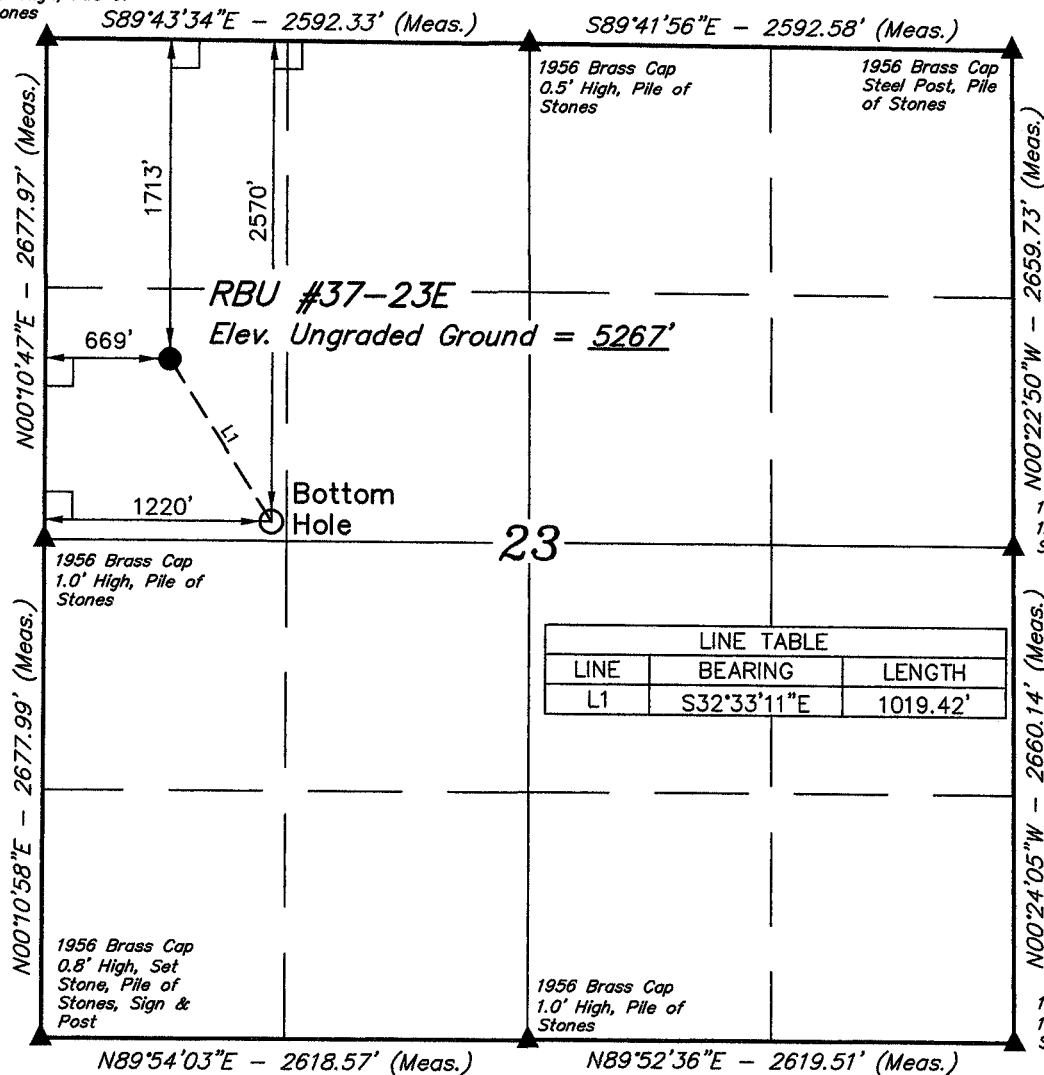 ones
S89°43'34"E - 2592.33' (Meas.)
S89°41'56"E - 2592.58' (Meas.)
1956 Brass Cap
0.5' High, Pile of
Stones
1956 Brass Cap
Steel Post, Pile
of Stones
N00°10'47"E - 2677.97' (Meas.)
1713'
2570'
N00°22'50"W - 2659.73' (Meas.)
RBU #37-23E
Elev. Ungraded Ground = 5267'
669'
L1
1220'
Bottom
Hole
23
1956 Brass Cap
1.0' High, Pile of
Stones
1
1
S
LINE TABLE
LINE BEARING LENGTH
L1 S32°33'11"E 1019.42'
N00°10'58"E - 2677.99' (Meas.)
N00°24'05"W - 2660.14' (Meas.)
1956 Brass Cap
0.8' High, Set
Stone, Pile of
Stones, Sign &
Post
1956 Brass Cap
1.0' High, Pile of
Stones
1
1
S
N89°54'03"E - 2618.57' (Meas.)
N89°52'36"E - 2619.51' (Meas.)